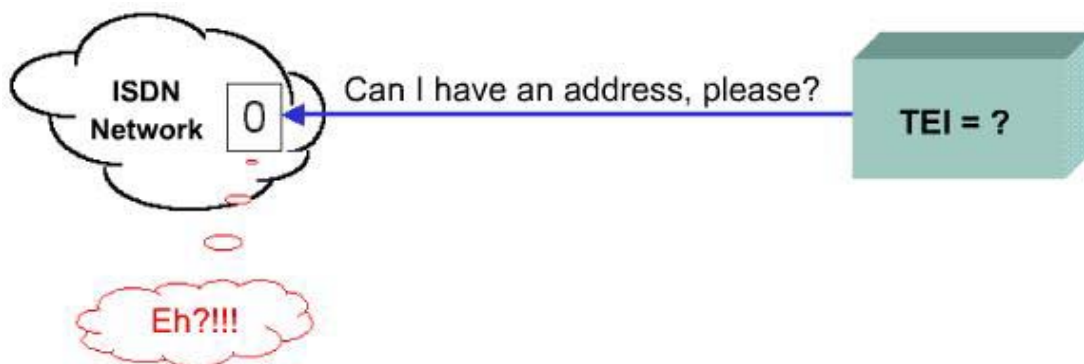 ISDN
Network
0
Can I have an address, please?
TEI = ?
Eh?!!!